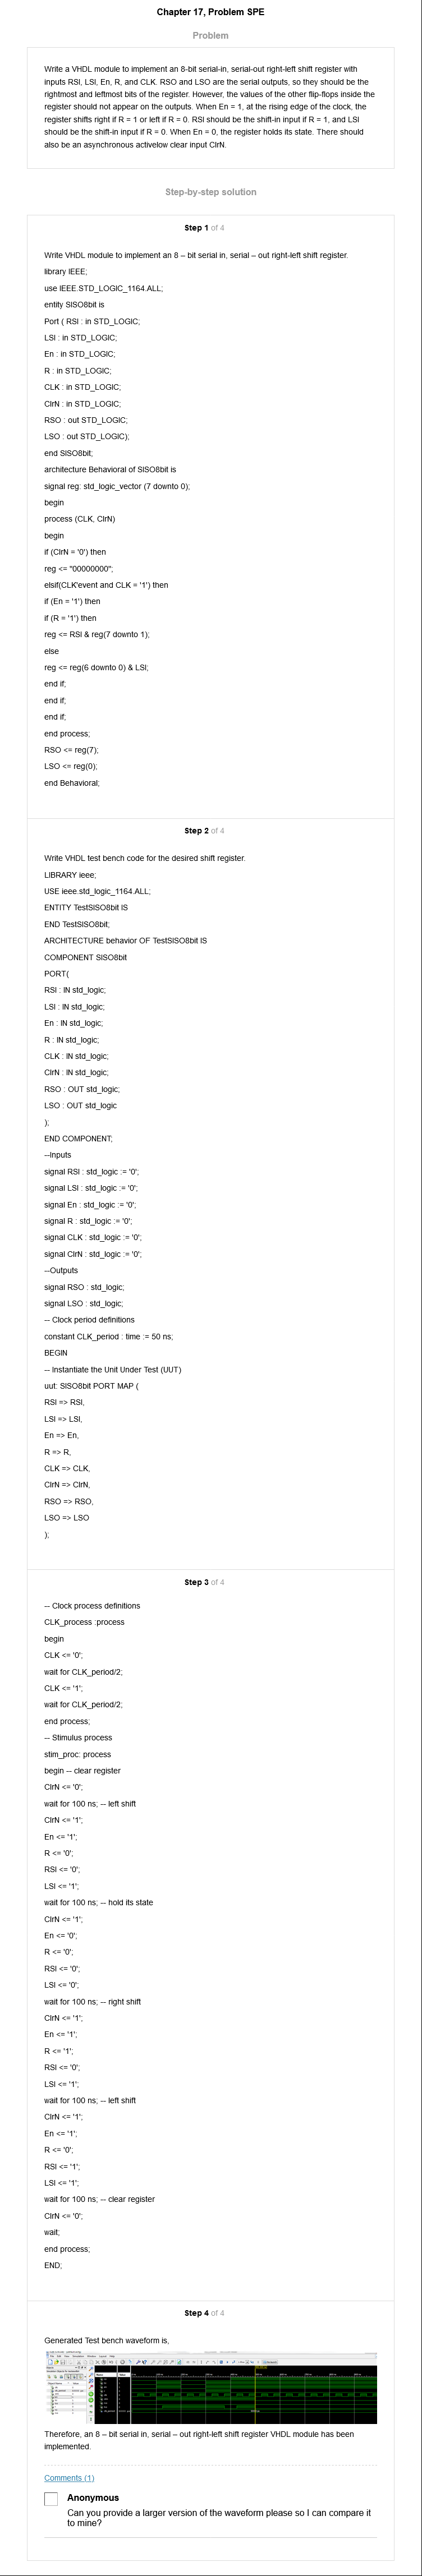 Chapter 17, Problem SPE
Problem
Write a VHDL module to implement an 8-bit serial-in, serial-out right-left shift register with
inputs RSI, LSI, En, R, and CLK. RSO and LSO are the serial outputs, so they should be the
rightmost and leftmost bits of the register. However, the values of the other flip-flops inside the
register should not appear on the outputs. When En = 1, at the rising edge of the clock, the
register shifts right if R = 1 or left if R = 0. RSI should be the shift-in input if R = 1, and LSI
should be the shift-in input if R = 0. When En = 0, the register holds its state. There should
also be an asynchronous activelow clear input ClrN.
Step-by-step solution
Step 1 of 4
Write VHDL module to implement an 8 – bit serial in, serial – out right-left shift register.
library IEEE;
use IEEE.STD_LOGIC_1164.ALL;
entity SISO8bit is
Port ( RSI : in STD_LOGIC;
LSI : in STD_LOGIC;
En : in STD_LOGIC;
R : in STD_LOGIC;
CLK : in STD_LOGIC;
ClrN : in STD_LOGIC;
RSO : out STD_LOGIC;
LSO : out STD_LOGIC);
end SISO8bit;
architecture Behavioral of SISO8bit is
signal reg: std_logic_vector (7 downto 0);
begin
process (CLK, ClrN)
begin
if (ClrN = '0') then
reg <= "00000000";
elsif(CLK'event and CLK = '1') then
if (En = '1') then
if (R = '1') then
reg <= RSI & reg(7 downto 1);
else
reg <= reg(6 downto 0) & LSI;
end if;
end if;
end if;
end process;
RSO <= reg(7);
LSO <= reg(0);
end Behavioral;
Step 2 of 4
Write VHDL test bench code for the desired shift register.
LIBRARY ieee;
USE ieee.std_logic_1164.ALL;
ENTITY TestSISO8bit IS
END TestSISO8bit;
ARCHITECTURE behavior OF TestSISO8bit IS
COMPONENT SISO8bit
PORT(
RSI : IN std_logic;
LSI : IN std_logic;
En : IN std_logic;
R : IN std_logic;
CLK : IN std_logic;
ClrN : IN std_logic;
RSO : OUT std_logic;
LSO : OUT std_logic
);
END COMPONENT;
--Inputs
signal RSI : std_logic := '0';
signal LSI : std_logic := '0';
signal En : std_logic := '0';
signal R : std_logic := '0';
signal CLK : std_logic := '0';
signal ClrN : std_logic := '0';
--Outputs
signal RSO : std_logic;
signal LSO : std_logic;
-- Clock period definitions
constant CLK_period : time := 50 ns;
BEGIN
-- Instantiate the Unit Under Test (UUT)
uut: SISO8bit PORT MAP (
RSI => RSI,
LSI => LSI,
En => En,
R => R,
CLK => CLK,
ClrN => ClrN,
RSO => RSO,
LSO => LSO
);
Step 3 of 4
-- Clock process definitions
CLK_process :process
begin
CLK <= '0';
wait for CLK_period/2;
CLK <= '1';
wait for CLK_period/2;
end process;
-- Stimulus process
stim_proc: process
begin -- clear register
ClrN <= '0';
wait for 100 ns; -- left shift
ClrN <= '1';
En <= '1';
R <= '0';
RSI <= '0';
LSI <= '1';
wait for 100 ns; -- hold its state
ClrN <= '1';
En <= '0';
R <= '0';
RSI <= '0';
LSI <= '0';
wait for 100 ns; -- right shift
ClrN <= '1';
En <= '1';
R <= '1';
RSI <= '0';
LSI <= '1';
wait for 100 ns; -- left shift
ClrN <= '1';
En <= '1';
R <= '0';
RSI <= '1';
LSI <= '1';
wait for 100 ns; -- clear register
ClrN <= '0';
wait;
end process;
END;
Step 4 of 4
Generated Test bench waveform is,
Therefore, an 8 – bit serial in, serial – out right-left shift register VHDL module has been
implemented.
Comments (1)
Anonymous
Can you provide a larger version of the waveform please so I can compare it
to mine?